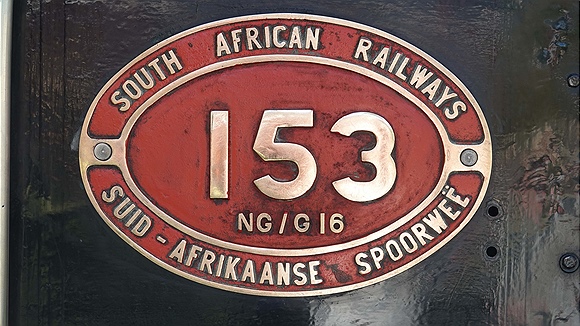 SOUTH AFRICAN RAILWAYS
153
NG/G16
SUID-AFRIKAANSE SPOORWEË